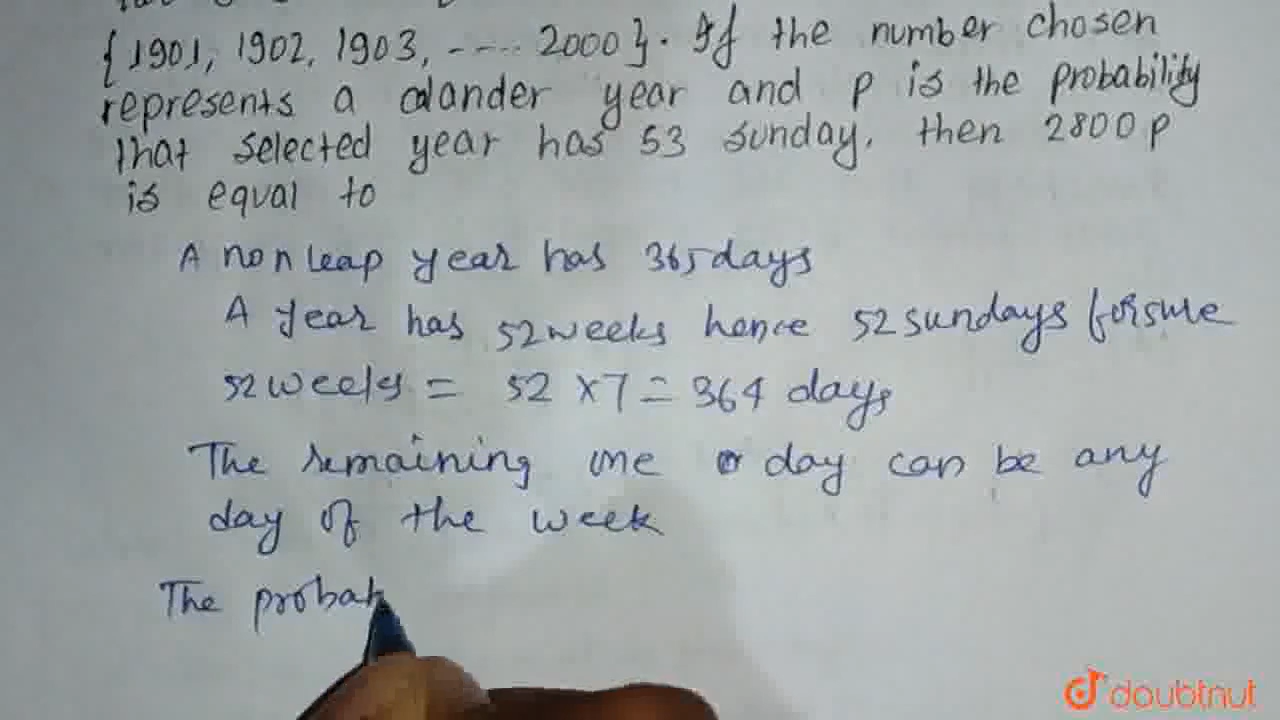 {1901, 1902, 1903, ---- 2000}. If the number chosen
represents a alander year and p is the probability
that selected year has 53 sunday, then 2800p
is equal to
A non leap year has 365 days
A year has 52 weeks hence 52 sundays for sure
52 weeks = 52 × 7 = 364 days
The remaining one day can be any
day of the week
The probab
doubtnut